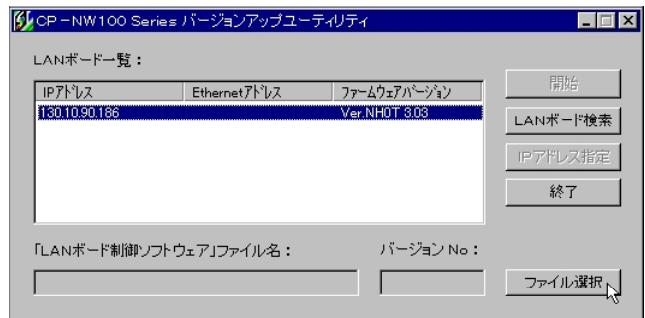 CP-NW100 Series バージョンアップユーティリティ
LANボード一覧：
IPアドレス Ethernetアドレス ファームウェアバージョン
130.10.90.186 Ver.NH0T 3.03
開始
LANボード検索
IPアドレス指定
終了
「LANボード制御ソフトウェア」ファイル名： バージョン No：
ファイル選択